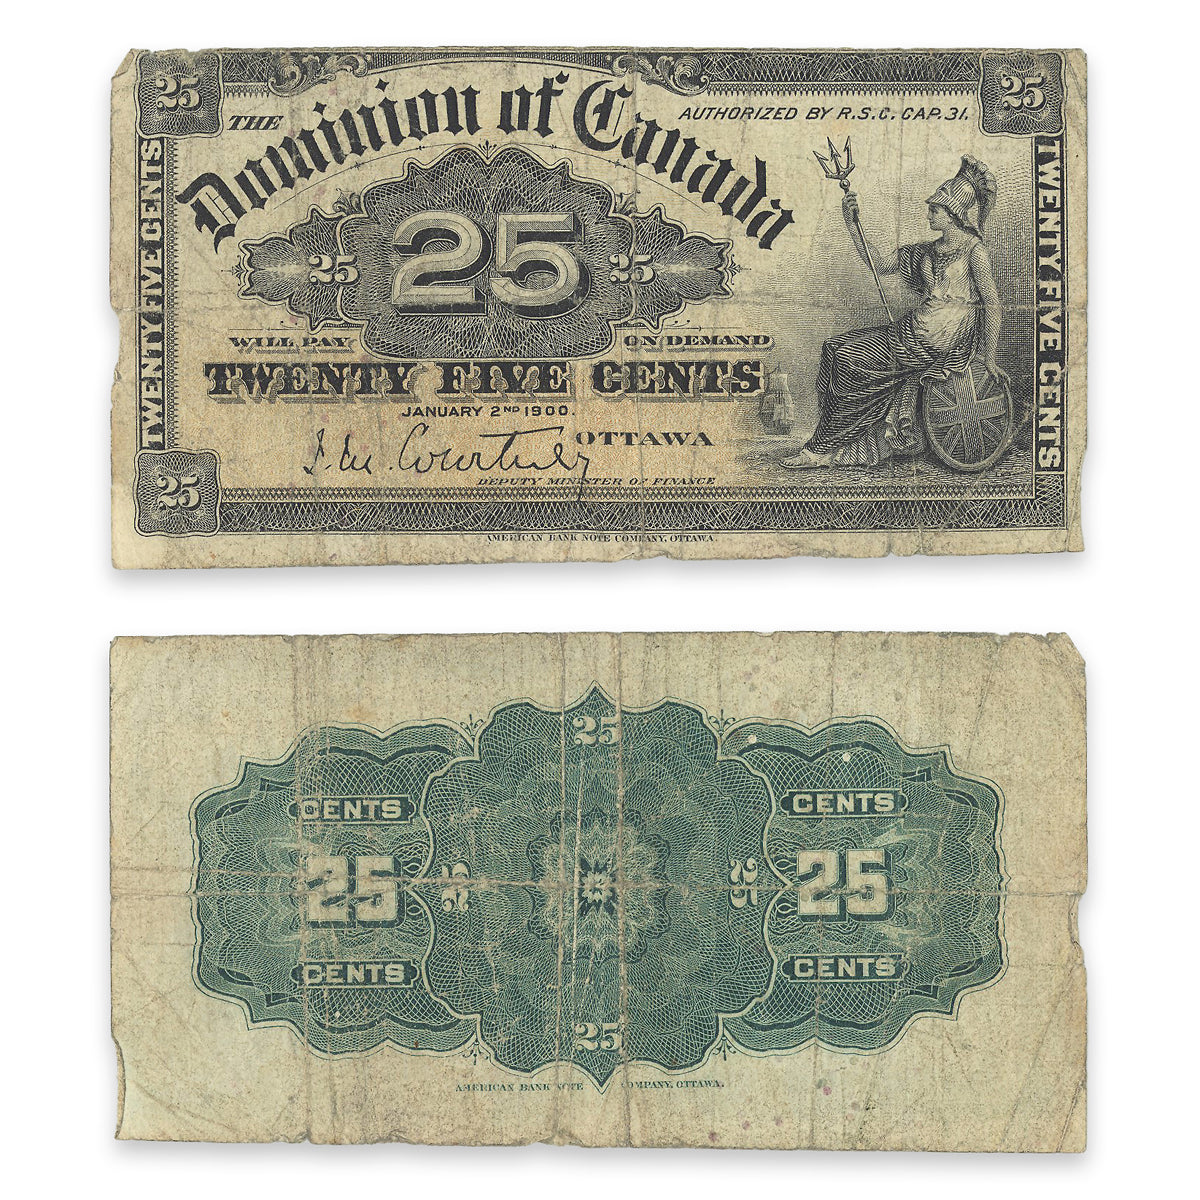 25
25
THE
Dominion of Canada
AUTHORIZED BY R.S.C. CAP. 31.
TWENTY FIVE CENTS
25
25
25
TWENTY FIVE CENTS
WILL PAY
ON DEMAND
TWENTY FIVE CENTS
JANUARY 2ND 1900.
J. M. Courtney
OTTAWA
DEPUTY MINISTER OF FINANCE
25
AMERICAN BANK NOTE COMPANY, OTTAWA.
25
CENTS
CENTS
25
25
25
25
CENTS
CENTS
25
AMERICAN BANK NOTE COMPANY, OTTAWA.